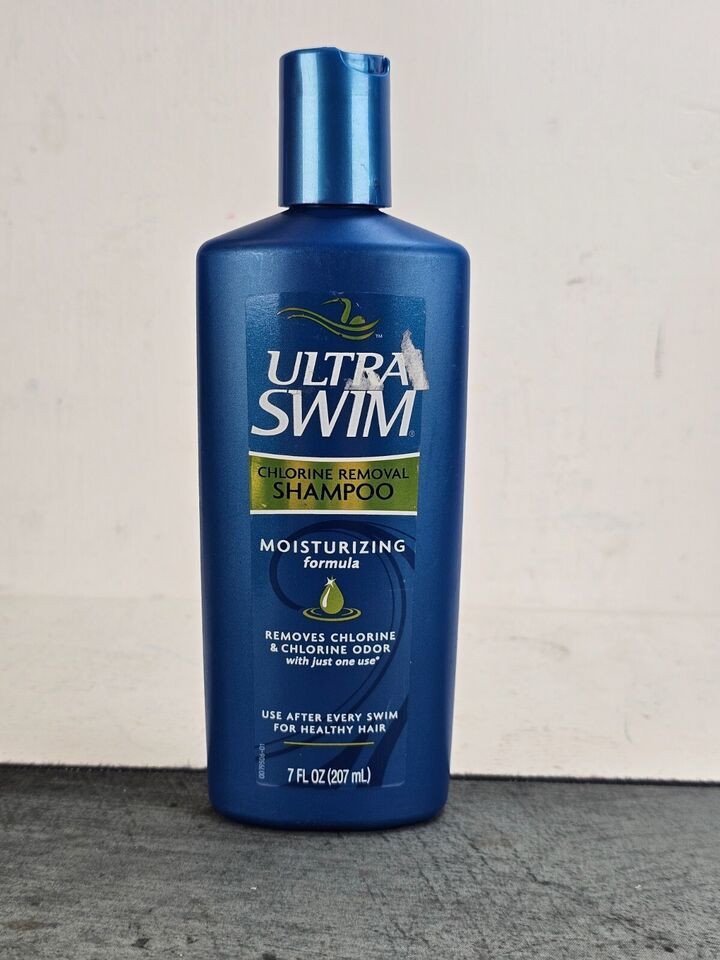 ™
ULTRA
SWIM®
CHLORINE REMOVAL
SHAMPOO
MOISTURIZING
formula
REMOVES CHLORINE
& CHLORINE ODOR
with just one use*
USE AFTER EVERY SWIM
FOR HEALTHY HAIR
7 FL OZ (207 mL)